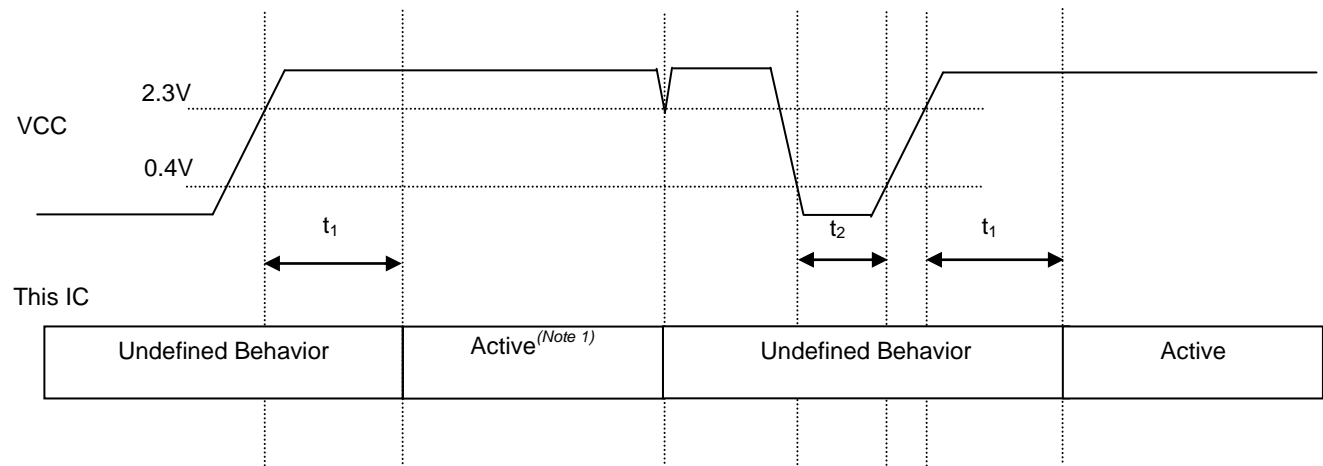 2.3V
VCC
0.4V
t₁
t₂
t₁
This IC
Undefined Behavior
Active(Note 1)
Undefined Behavior
Active